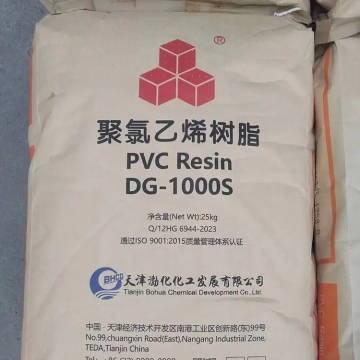 ®
聚氯乙烯树脂
PVC Resin
DG-1000S
净含量(Net Wt):25kg
Q/12HG 6944-2023
通过ISO 9001:2015质量管理体系认证
BHCD 天津渤化化工发展有限公司
Tianjin Bohua Chemical Development Co., Ltd.
中国·天津经济技术开发区南港工业区创新路(东)99号
No.99,chuangxin Road(East), Nangang Industrial Zone,
TEDA,Tianjin China